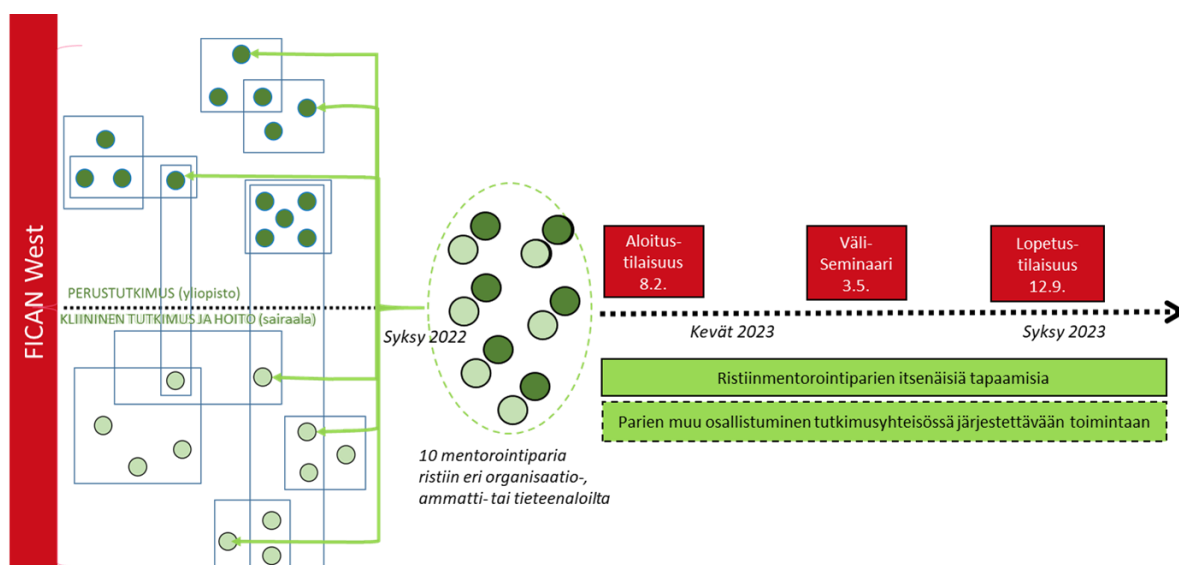 FICAN West
PERUSTUTKIMUS (yliopisto)
KLIININEN TUTKIMUS JA HOITO (sairaala)
Syksy 2022
10 mentorointiparia
ristiin eri organisaatio-,
ammatti- tai tieteenaloilta
Aloitus-
tilaisuus
8.2.
Väli-
Seminaari
3.5.
Lopetus-
tilaisuus
12.9.
Kevät 2023
Syksy 2023
Ristiinmentorointiparien itsenäisiä tapaamisia
Parien muu osallistuminen tutkimusyhteisössä järjestettävään toimintaan